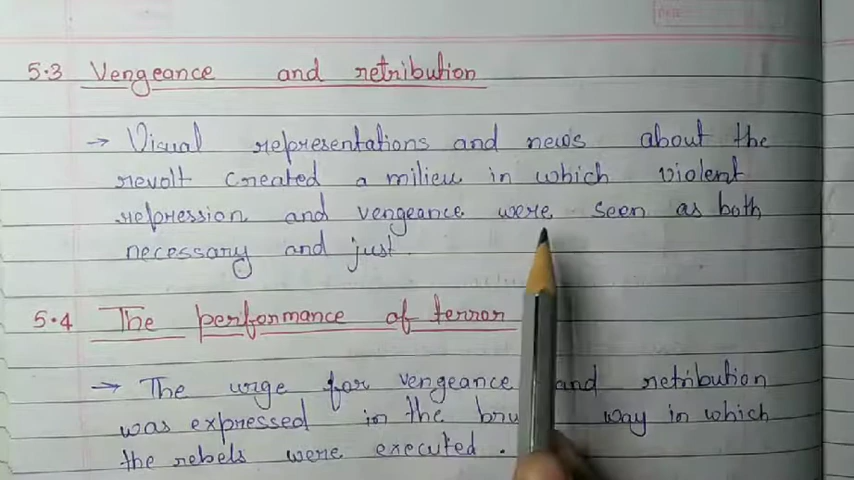 5.3 Vengeance and retribution
→ Visual representations and news about the
revolt created a milieu in which violent
repression and vengeance were seen as both
necessary and just.
5.4 The performance of terror
→ The urge for vengeance and retribution
was expressed in the way in which
the rebels were executed.